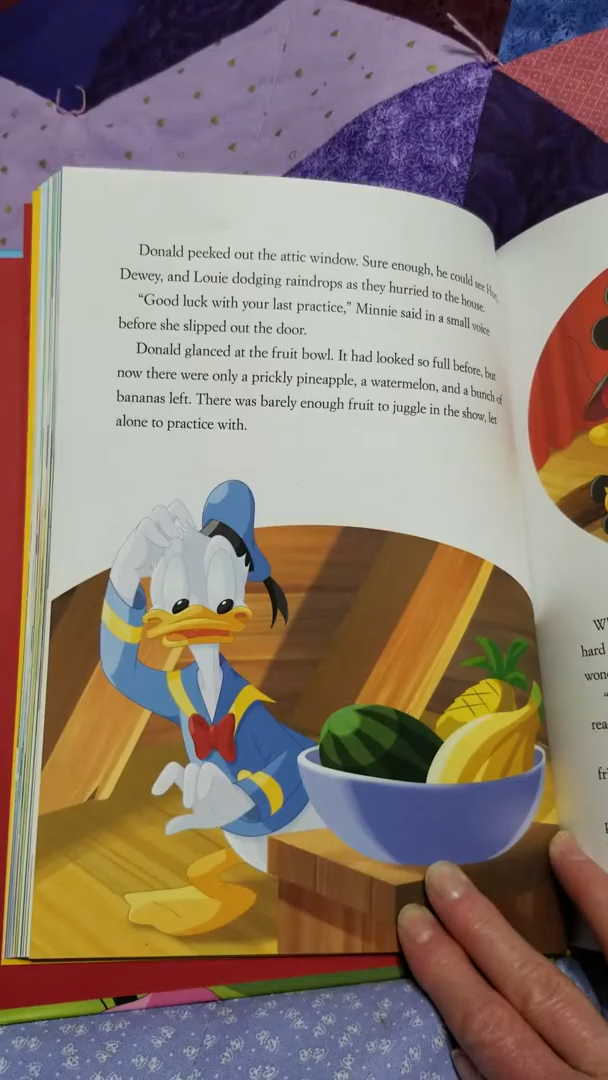 Donald peeked out the attic window. Sure enough, he could see
Dewey, and Louie dodging raindrops as they hurried to the house.
“Good luck with your last practice,” Minnie said in a small voice
before she slipped out the door.
Donald glanced at the fruit bowl. It had looked so full before, but
now there were only a prickly pineapple, a watermelon, and a bunch of
bananas left. There was barely enough fruit to juggle in the show, let
alone to practice with.
hard